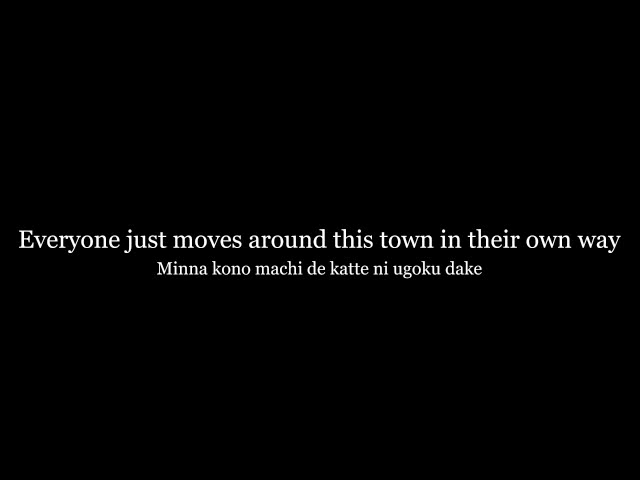 Everyone just moves around this town in their own way
Minna kono machi de katte ni ugoku dake